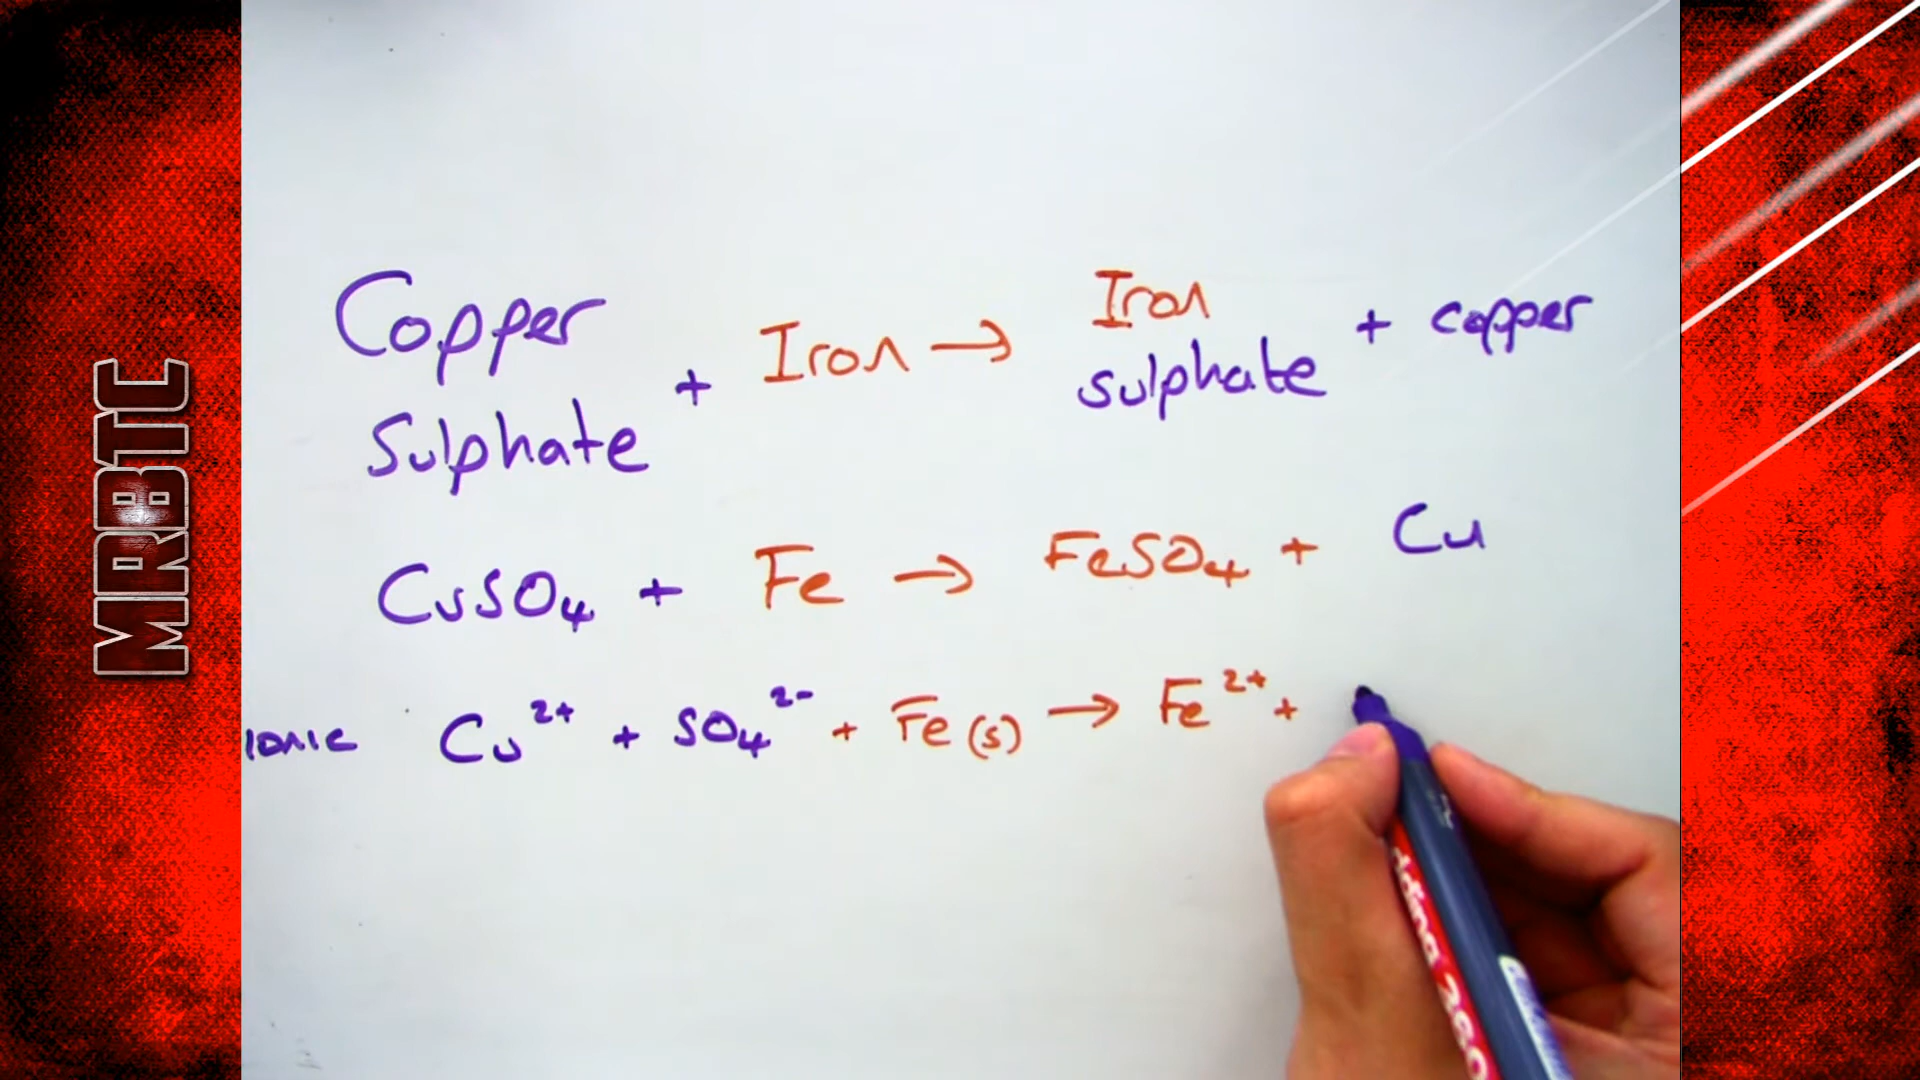 MRBTC
Copper Sulphate + Iron → Iron sulphate + copper
CuSO₄ + Fe → FeSO₄ + Cu
Ionic Cu²⁺ + SO₄²⁻ + Fe (s) → Fe²⁺ +